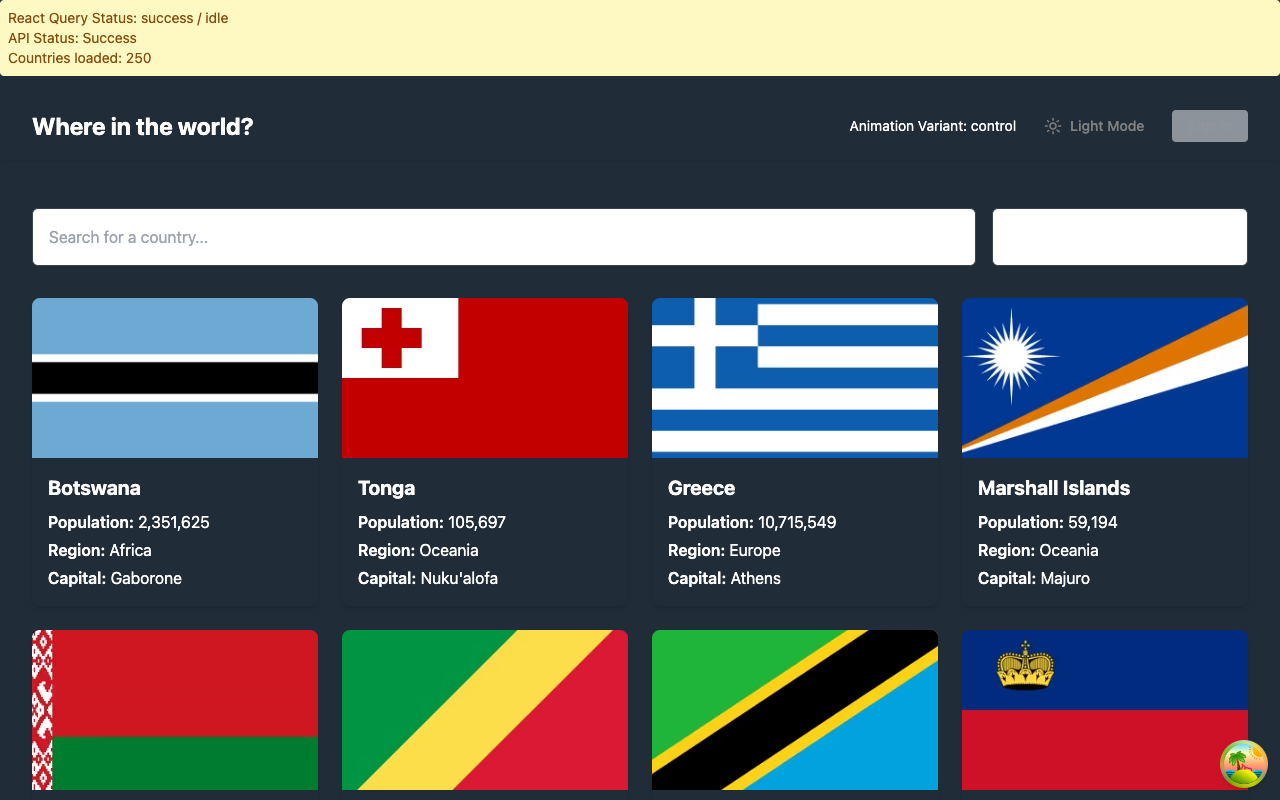 React Query Status: success / idle
API Status: Success
Countries loaded: 250
Where in the world?
Animation Variant: control
Light Mode
Search for a country...
Botswana
Population: 2,351,625
Region: Africa
Capital: Gaborone
Tonga
Population: 105,697
Region: Oceania
Capital: Nuku'alofa
Greece
Population: 10,715,549
Region: Europe
Capital: Athens
Marshall Islands
Population: 59,194
Region: Oceania
Capital: Majuro